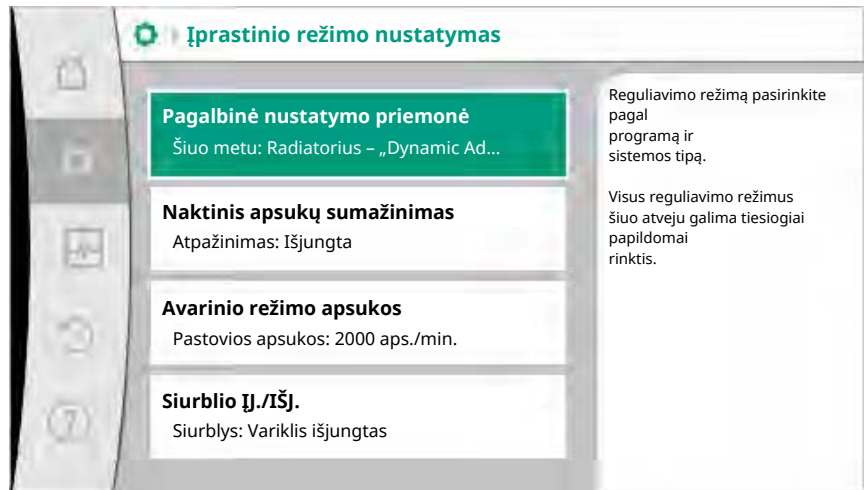 Įprastinio režimo nustatymas
Pagalbinė nustatymo priemonė
Šiuo metu: Radiatorius – „Dynamic Ad...
Naktinis apsukų sumažinimas
Atpažinimas: Išjungta
Avarinio režimo apsukos
Pastovios apsukos: 2000 aps./min.
Siurblio ĮJ./IŠJ.
Siurblys: Variklis išjungtas
Reguliavimo režimą pasirinkite
pagal
programą ir
sistemos tipą.
Visus reguliavimo režimus
šiuo atveju galima tiesiogiai
papildomai
rinktis.